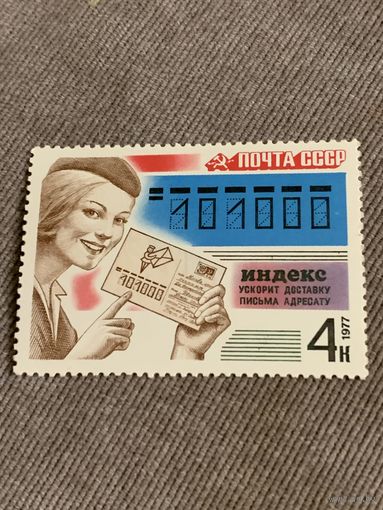 ПОЧТА СССР
101000
ИНДЕКС
УСКОРИТ ДОСТАВКУ
ПИСЬМА АДРЕСАТУ
101000
4к
1977